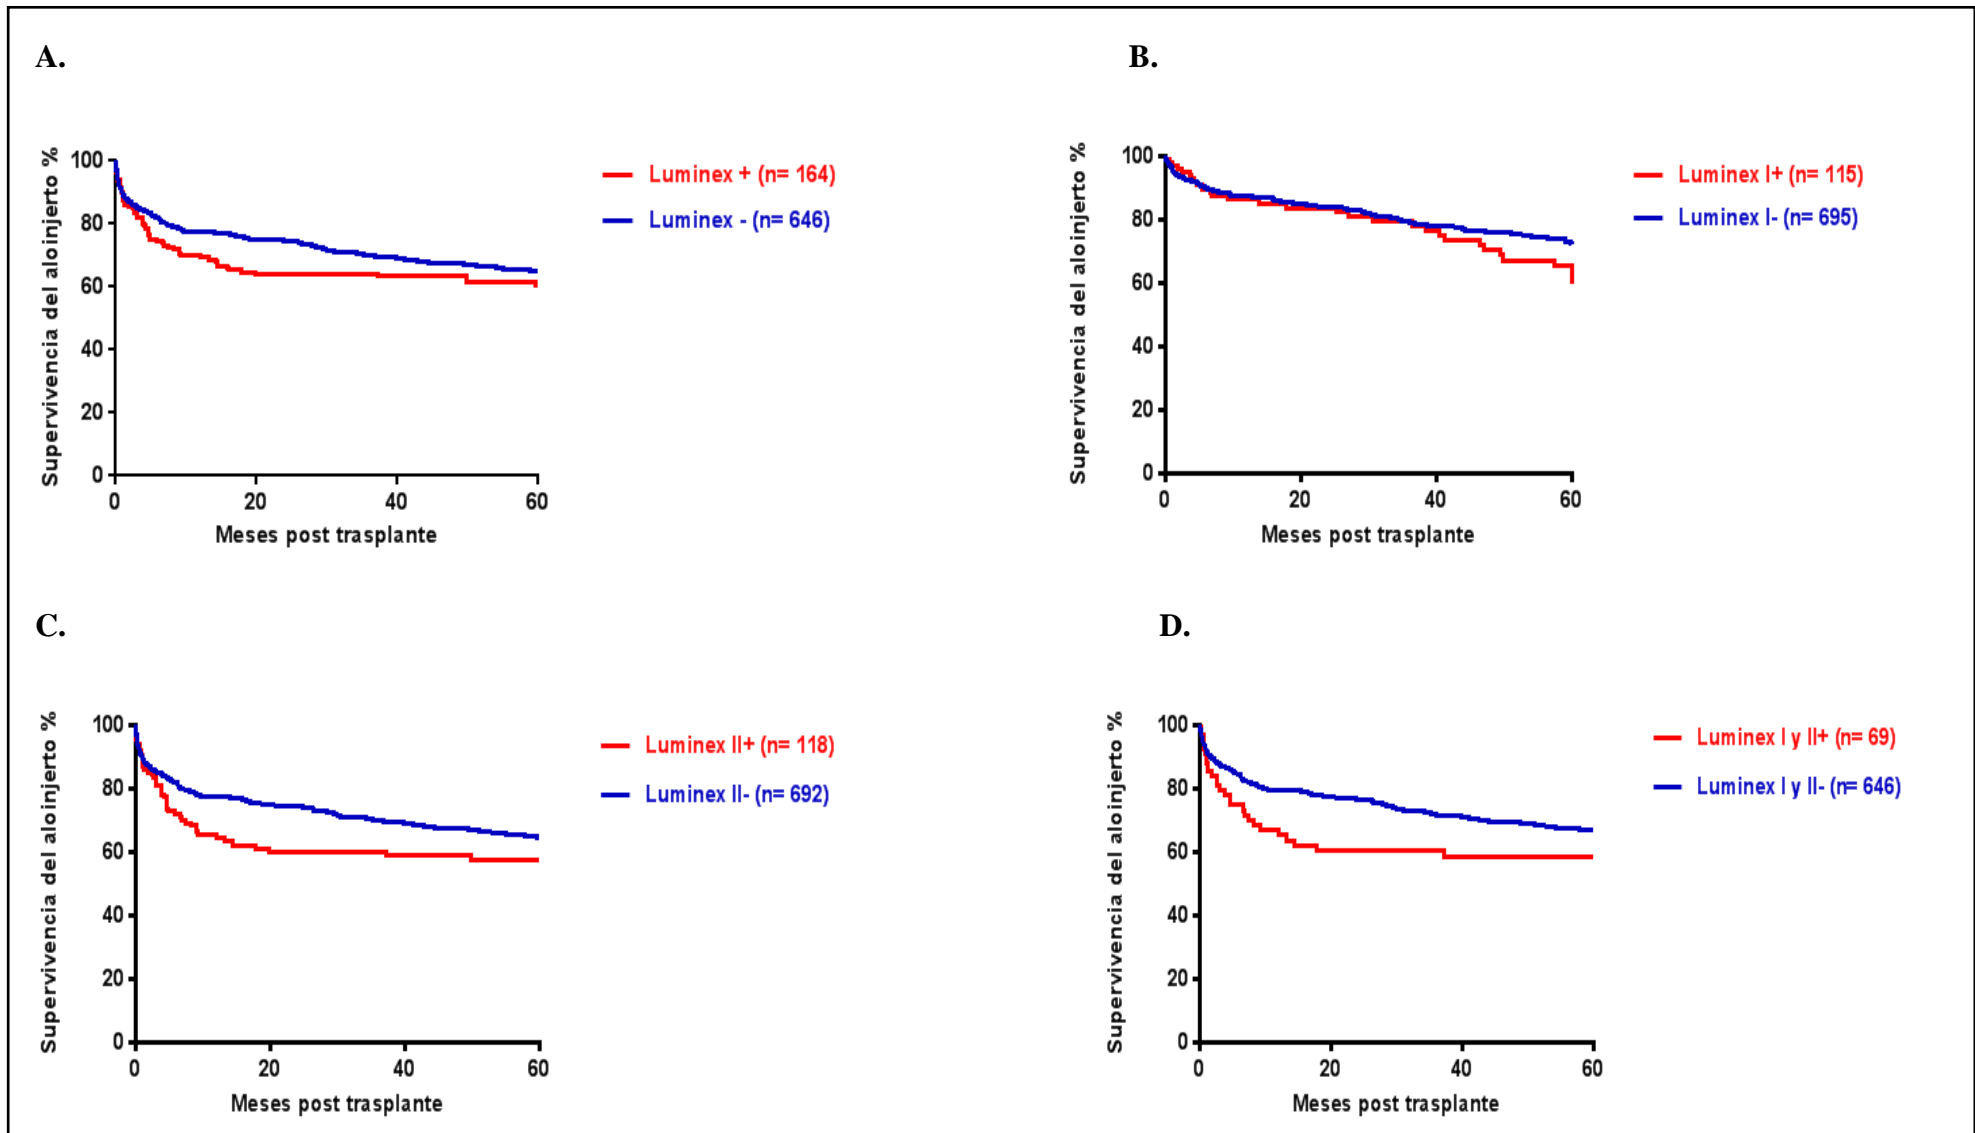 A.
Supervivencia del aloinjerto %
100
80
60
40
20
0
0 20 40 60
Meses post trasplante
Luminex + (n= 164)
Luminex - (n= 646)
B.
Supervivencia del aloinjerto %
100
80
60
40
20
0
0 20 40 60
Meses post trasplante
Luminex I+ (n= 115)
Luminex I- (n= 695)
C.
Supervivencia del aloinjerto %
100
80
60
40
20
0
0 20 40 60
Meses post trasplante
Luminex II+ (n= 118)
Luminex II- (n= 692)
D.
Supervivencia del aloinjerto %
100
80
60
40
20
0
0 20 40 60
Meses post trasplante
Luminex I y II+ (n= 69)
Luminex I y II- (n= 646)